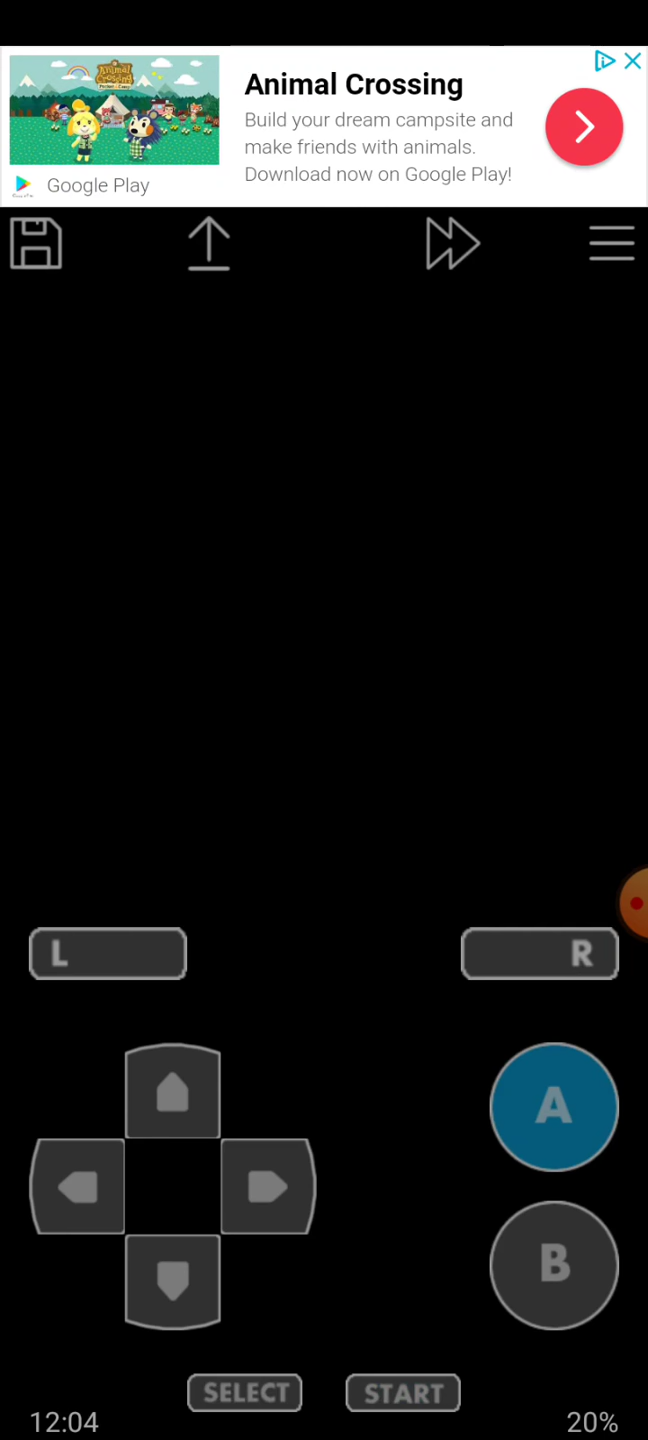 Animal Crossing
Build your dream campsite and
make friends with animals.
Download now on Google Play!
Google Play
L
R
A
B
SELECT
START
12:04
20%